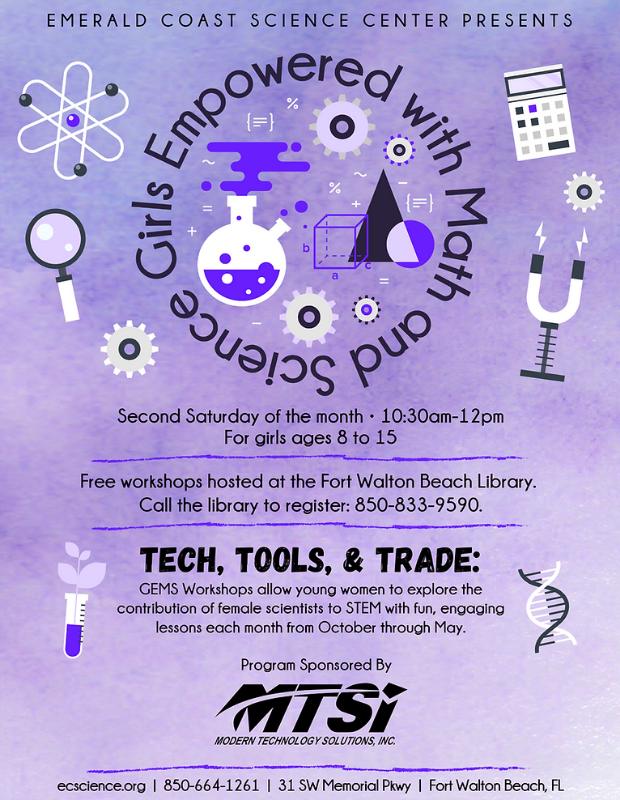 EMERALD COAST SCIENCE CENTER PRESENTS
Girls Empowered with Math and Science
%
{=}
~
%
~
–
=
+
+
{=}
b
a
c
=
–
Second Saturday of the month • 10:30am-12pm
For girls ages 8 to 15
Free workshops hosted at the Fort Walton Beach Library.
Call the library to register: 850-833-9590.
TECH, TOOLS, & TRADE:
GEMS Workshops allow young women to explore the
contribution of female scientists to STEM with fun, engaging
lessons each month from October through May.
Program Sponsored By
MTSi
MODERN TECHNOLOGY SOLUTIONS, INC.
ecscience.org | 850-664-1261 | 31 SW Memorial Pkwy | Fort Walton Beach, FL